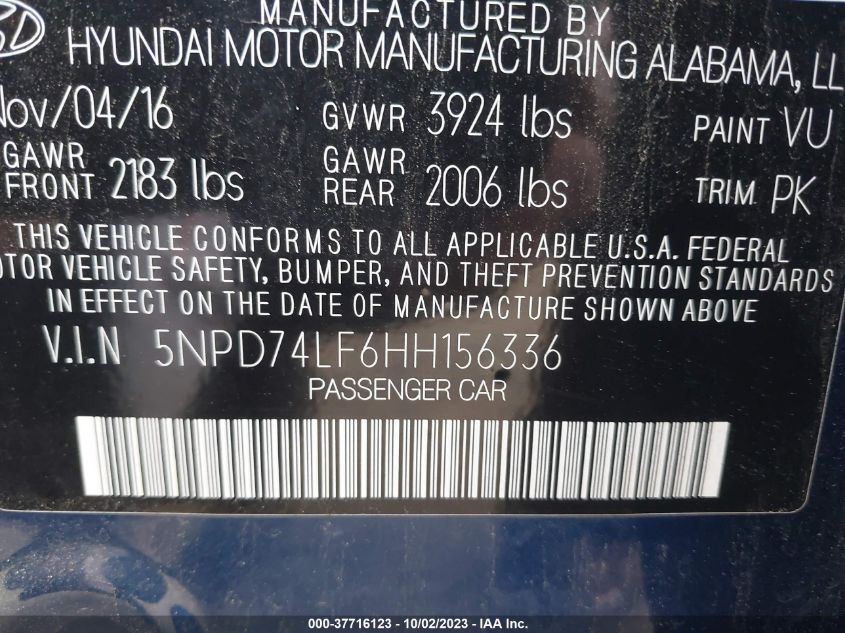 MANUFACTURED BY
HYUNDAI MOTOR MANUFACTURING ALABAMA, LL
Nov/04/16 GVWR 3924 lbs PAINT VU
GAWR FRONT 2183 lbs GAWR REAR 2006 lbs TRIM PK
THIS VEHICLE CONFORMS TO ALL APPLICABLE U.S.A. FEDERAL
OTOR VEHICLE SAFETY, BUMPER, AND THEFT PREVENTION STANDARDS
IN EFFECT ON THE DATE OF MANUFACTURE SHOWN ABOVE
V.I.N 5NPD74LF6HH156336
PASSENGER CAR
000-37716123 - 10/02/2023 - IAA Inc.